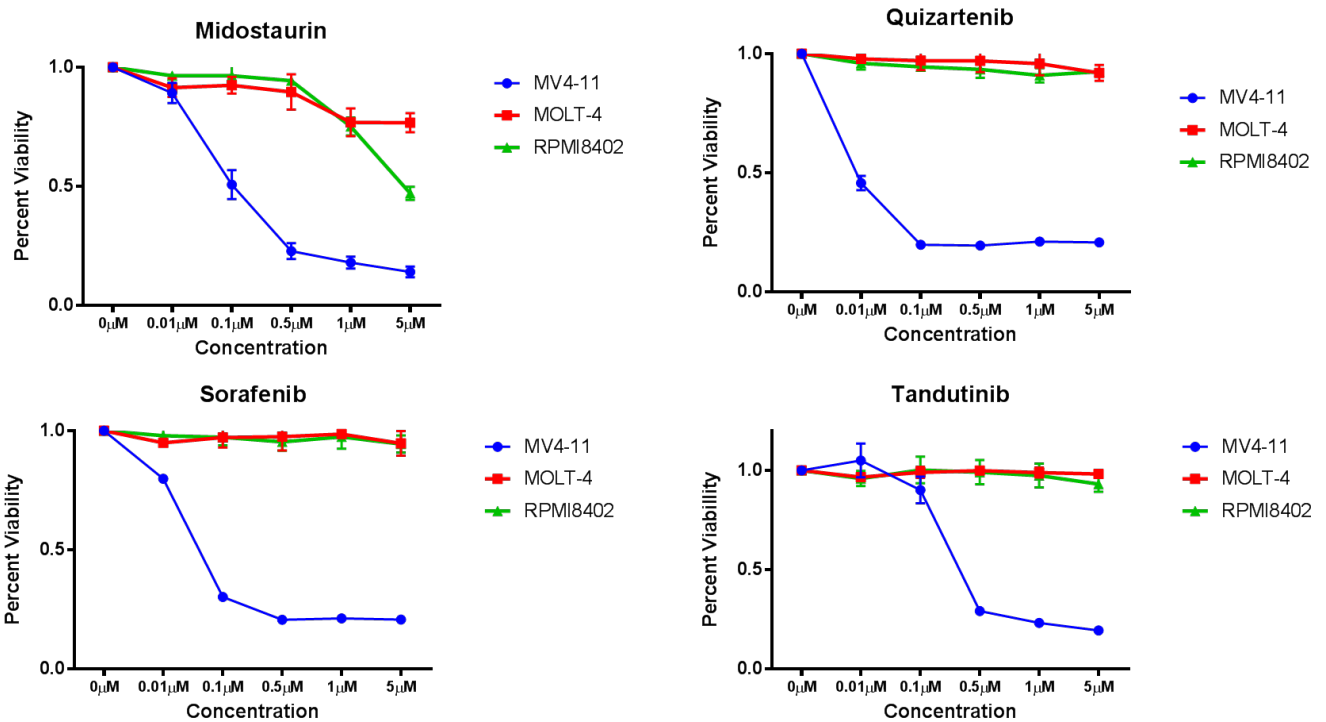 Midostaurin
Percent Viability
1.0
0.5
0.0
0μM 0.01μM 0.1μM 0.5μM 1μM 5μM
Concentration
MV4-11
MOLT-4
RPMI8402
Quizartenib
Percent Viability
1.0
0.5
0.0
0μM 0.01μM 0.1μM 0.5μM 1μM 5μM
Concentration
MV4-11
MOLT-4
RPMI8402
Sorafenib
Percent Viability
1.0
0.5
0.0
0μM 0.01μM 0.1μM 0.5μM 1μM 5μM
Concentration
MV4-11
MOLT-4
RPMI8402
Tandutinib
Percent Viabillity
1.0
0.5
0.0
0μM 0.01μM 0.1μM 0.5μM 1μM 5μM
Concentration
MV4-11
MOLT-4
RPMI8402